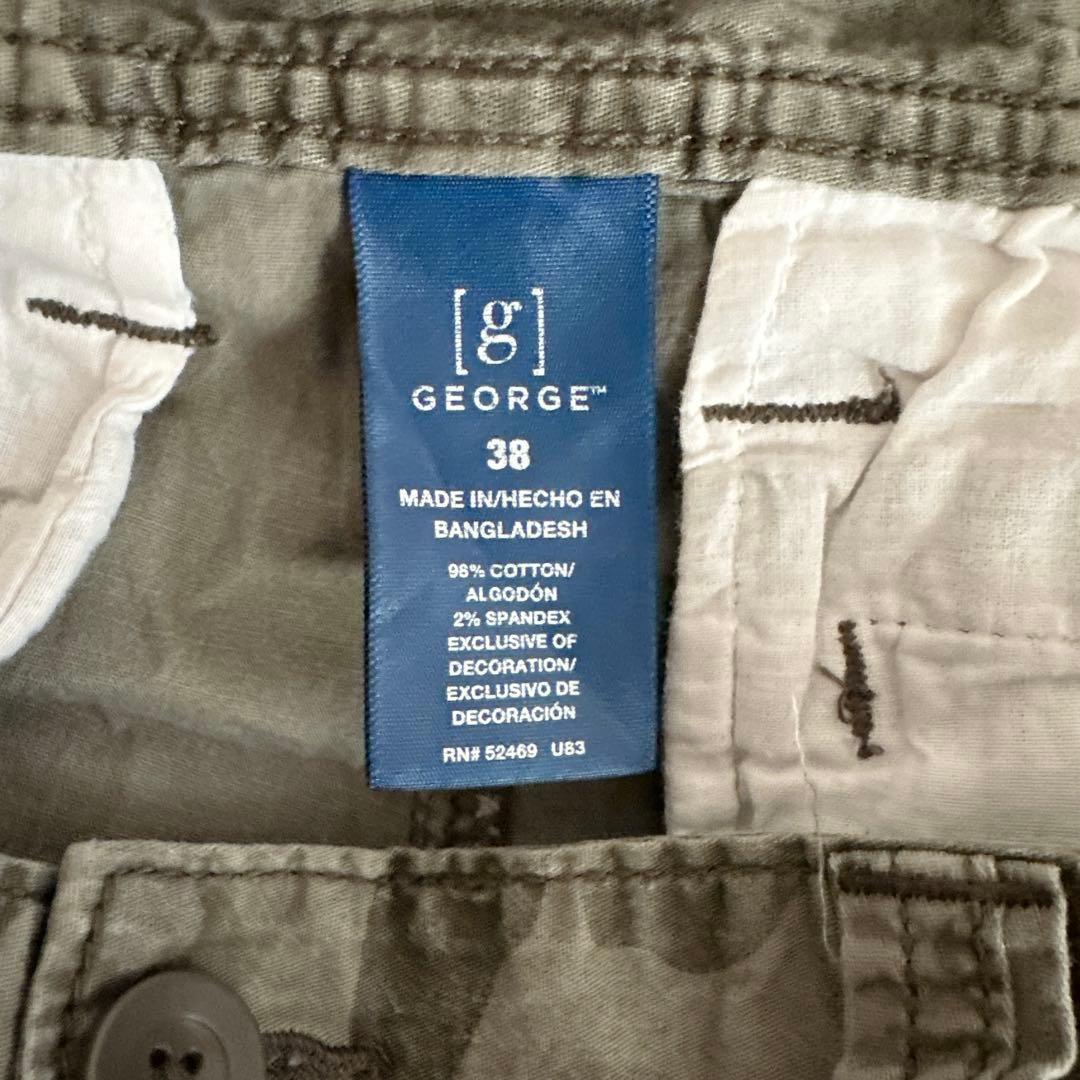 [g]
GEORGE™
38
MADE IN/HECHO EN
BANGLADESH
98% COTTON/
ALGODÓN
2% SPANDEX
EXCLUSIVE OF
DECORATION/
EXCLUSIVO DE
DECORACIÓN
RN# 52469 U83